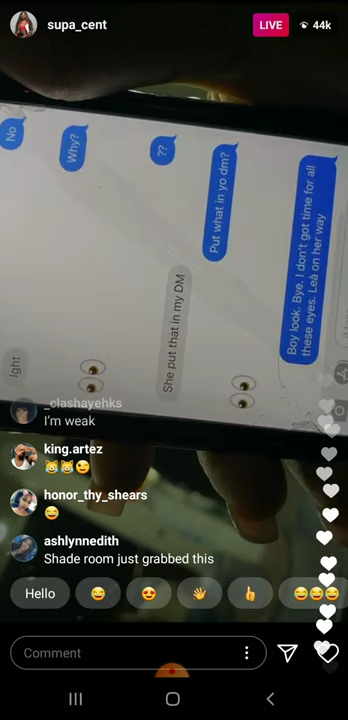 supa_cent
LIVE
44k
No
Ight
Why?
👀
??
She put that in my DM
Put what in yo dm?
👀
Boy look. Bye. I don't got time for all
these eyes. Leà on her way
_clashayehks
I'm weak
king.artez
😹😹😉
honor_thy_shears
😂
ashlynnedith
Shade room just grabbed this
Hello 😂 😍 👋 👍 😂😂😂
Comment